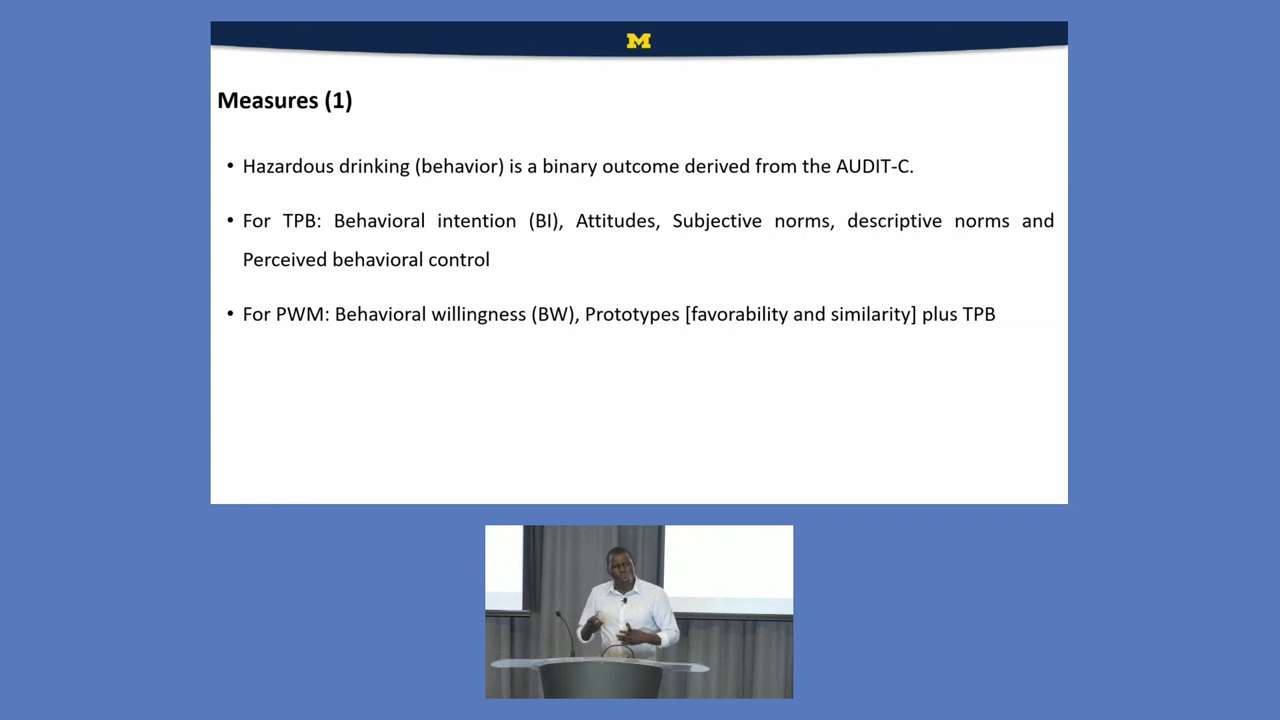 M
Measures (1)
• Hazardous drinking (behavior) is a binary outcome derived from the AUDIT-C.
• For TPB: Behavioral intention (BI), Attitudes, Subjective norms, descriptive norms and
Perceived behavioral control
• For PWM: Behavioral willingness (BW), Prototypes [favorability and similarity] plus TPB